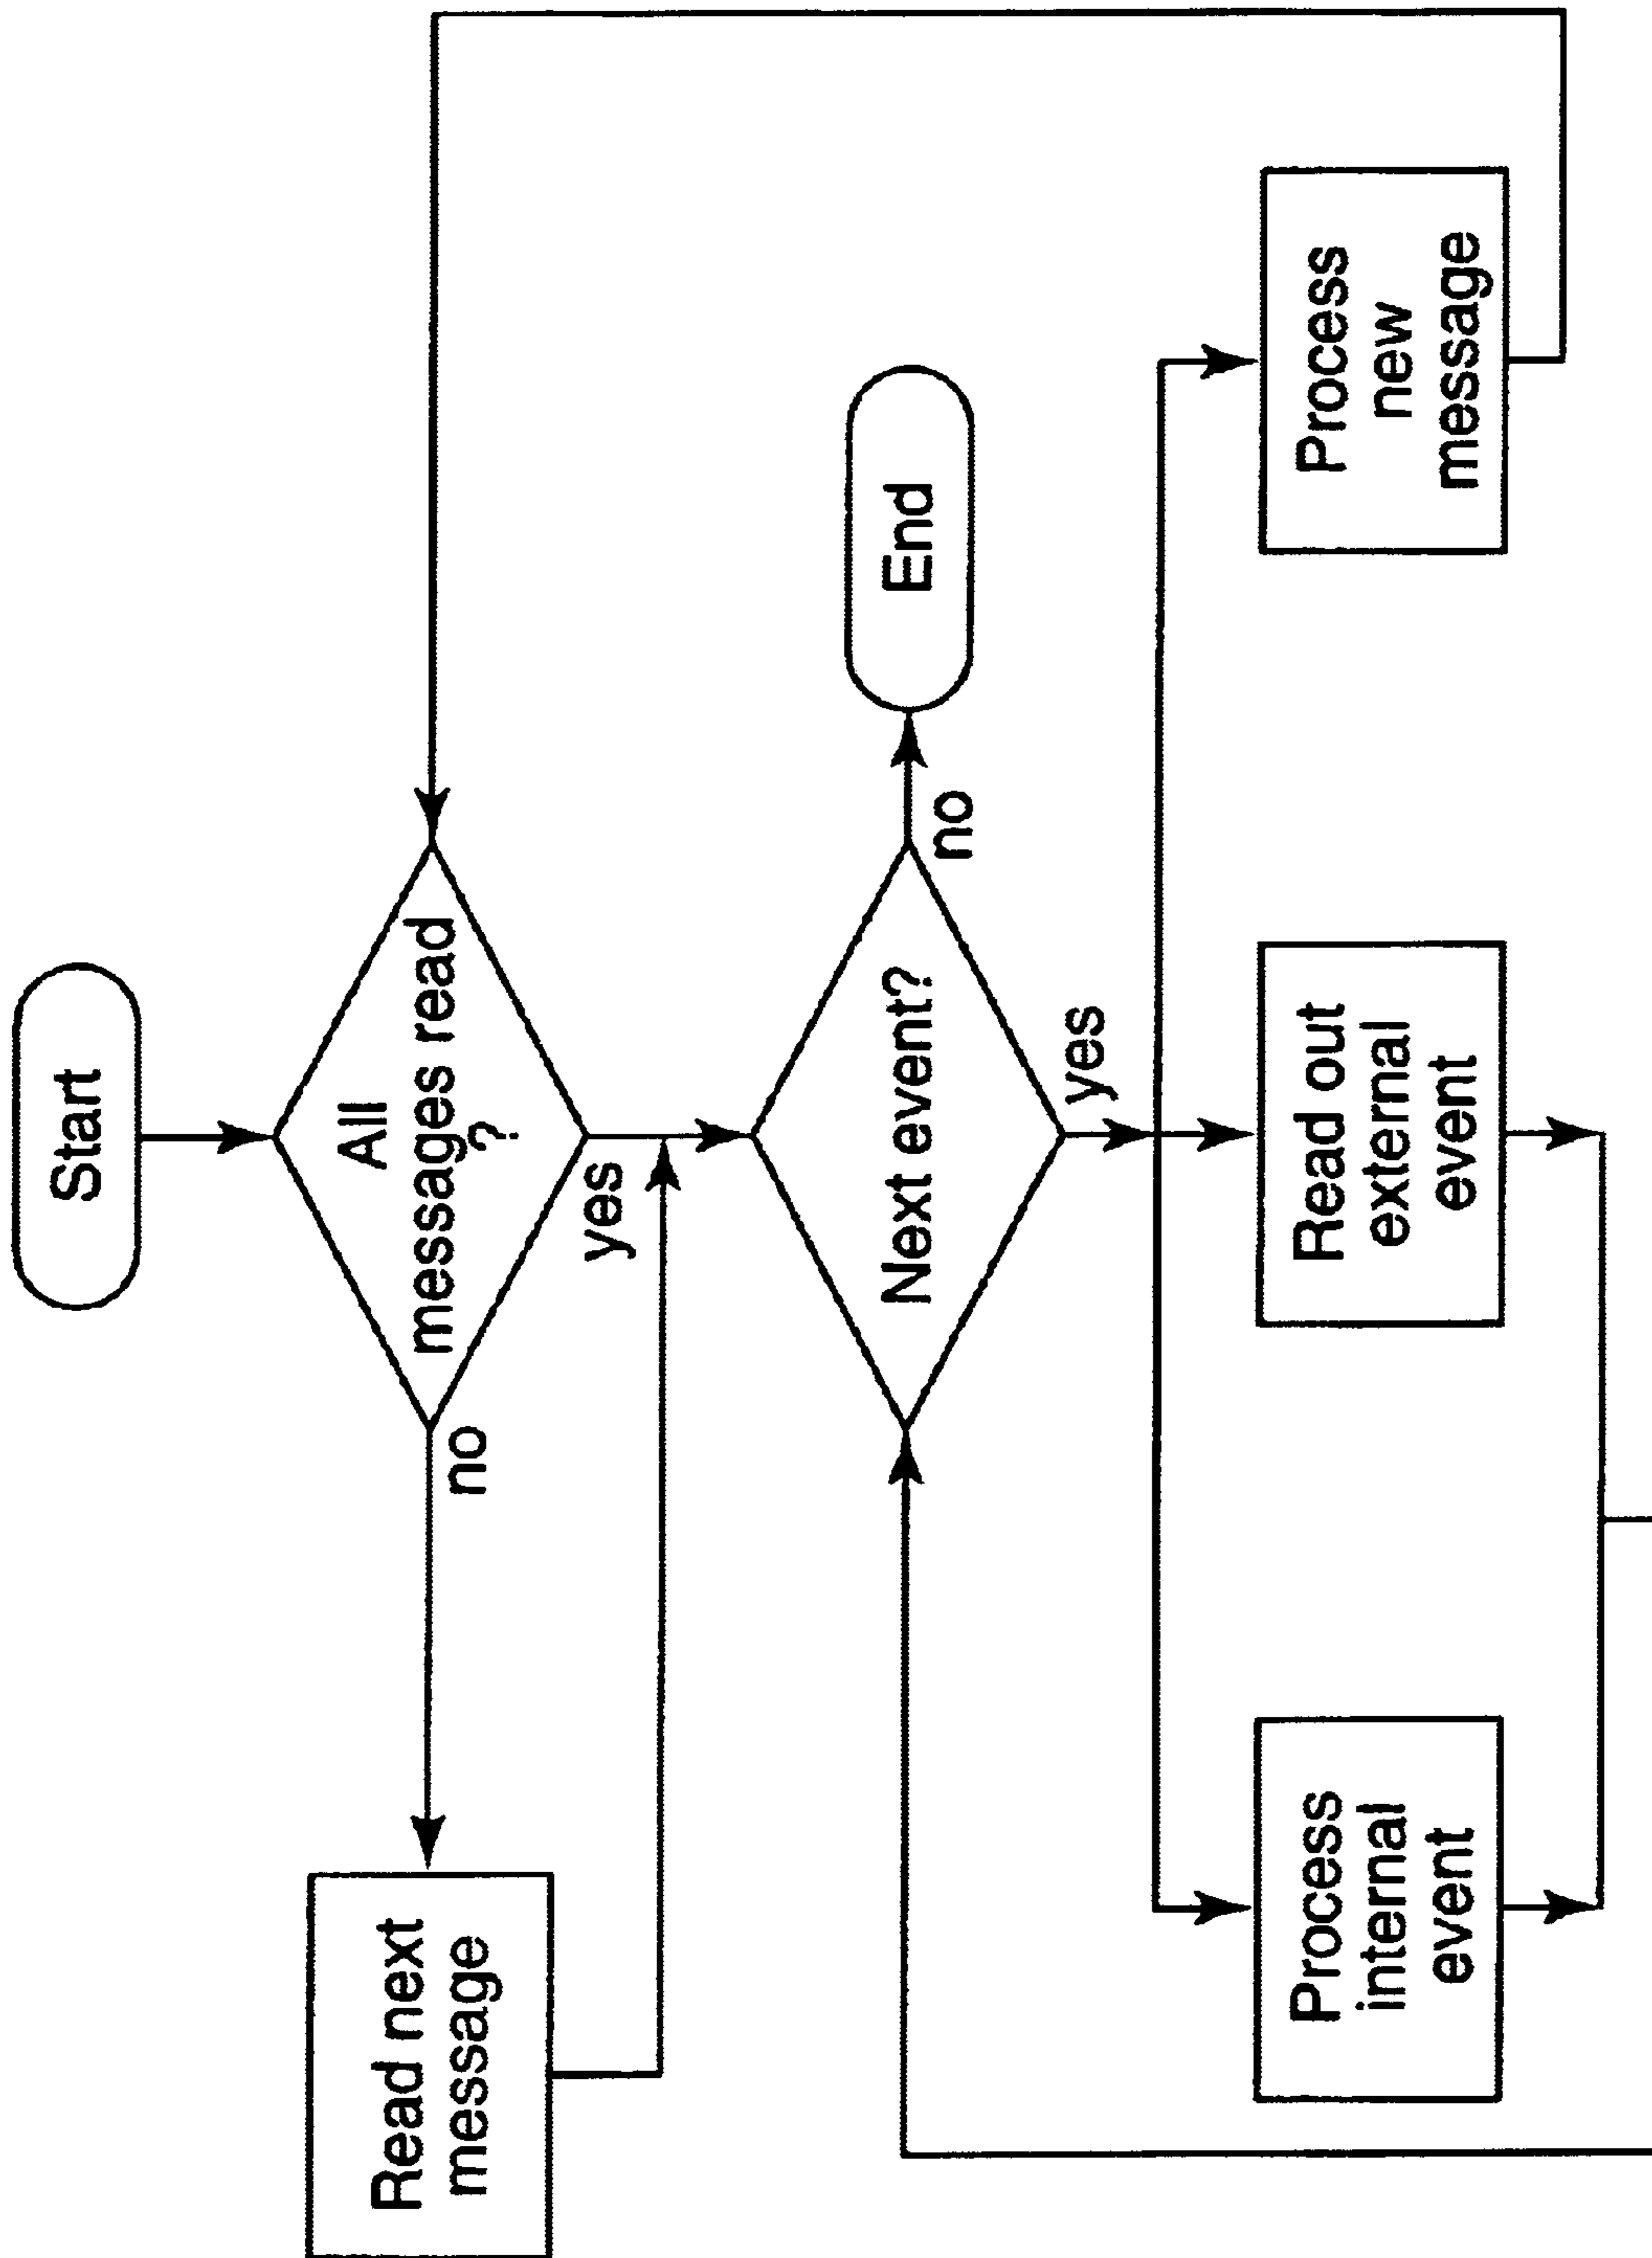 Start
All
messages read
?
no
yes
Read next
message
Next event?
no
End
yes
Process
internal
event
Read out
external
event
Process
new
message